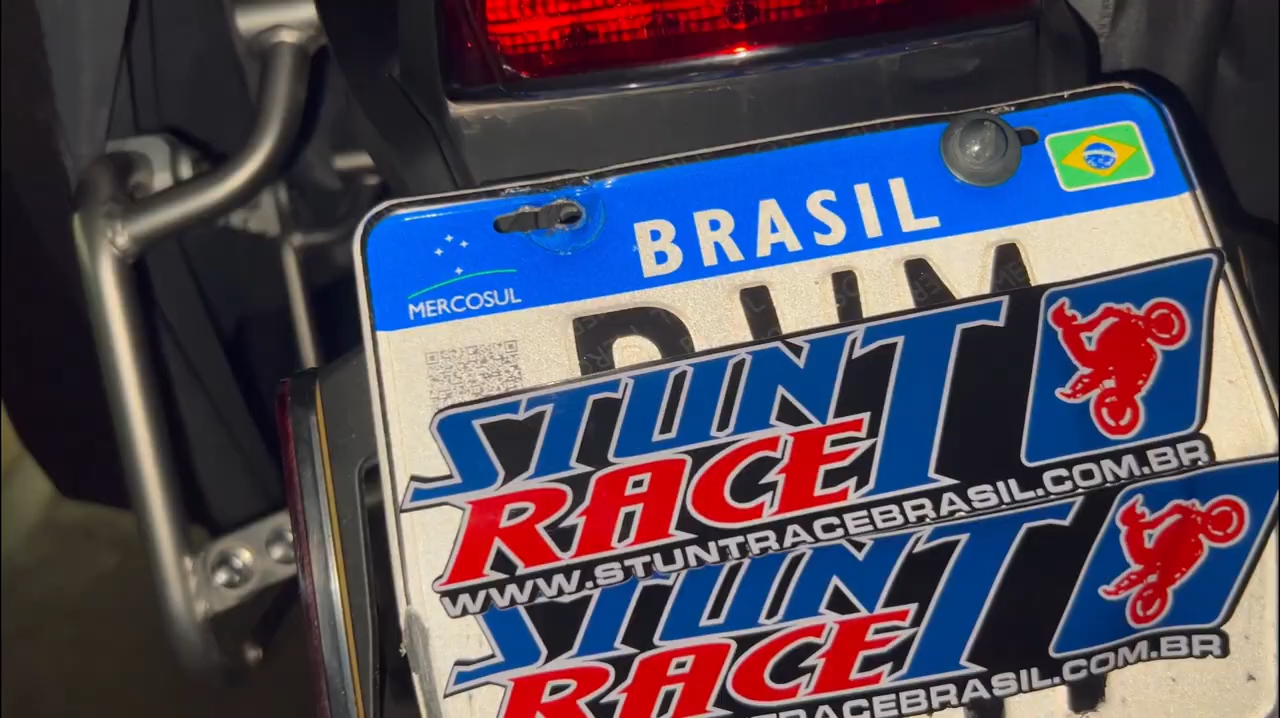 BRASIL
MERCOSUL
STUNT
RACE
WWW.STUNTRACEBRASIL.COM.BR
STUNT
RACE